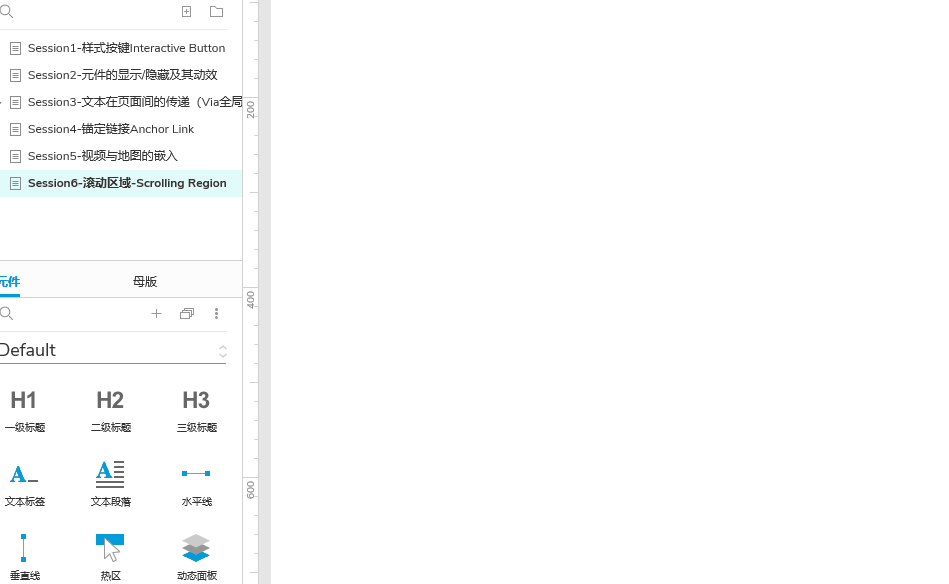 Session1-样式按键Interactive Button
Session2-元件的显示/隐藏及其动效
Session3-文本在页面间的传递（Via全局
Session4-锚定链接Anchor Link
Session5-视频与地图的嵌入
Session6-滚动区域-Scrolling Region
200
元件 母版
400
Default
H1 H2 H3
一级标题 二级标题 三级标题
A_ A
600
文本标签 文本段落 水平线
垂直线 热区 动态面板